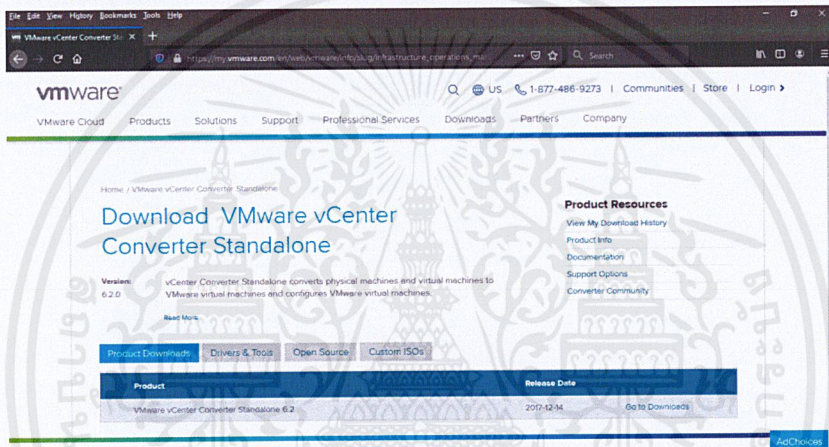 File Edit View History Bookmarks Tools Help
VMware vCenter Converter Sta
https://my.vmware.com/en/web/vmware/info/slug/infrastructure_operations_ma...
Search
vmware
US 1-877-486-9273 | Communities | Store | Login
VMware Cloud Products Solutions Support Professional Services Downloads Partners Company
Home / VMware vCenter Converter Standalone
Download VMware vCenter
Converter Standalone
Version:
6.2.0
vCenter Converter Standalone converts physical machines and virtual machines to
VMware virtual machines and configures VMware virtual machines.
Read More
Product Resources
View My Download History
Product Info
Documentation
Support Options
Converter Community
Product Downloads Drivers & Tools Open Source Custom ISOs
Product Release Date
VMware vCenter Converter Standalone 6.2 2017-12-14 Go to Downloads
AdChoices